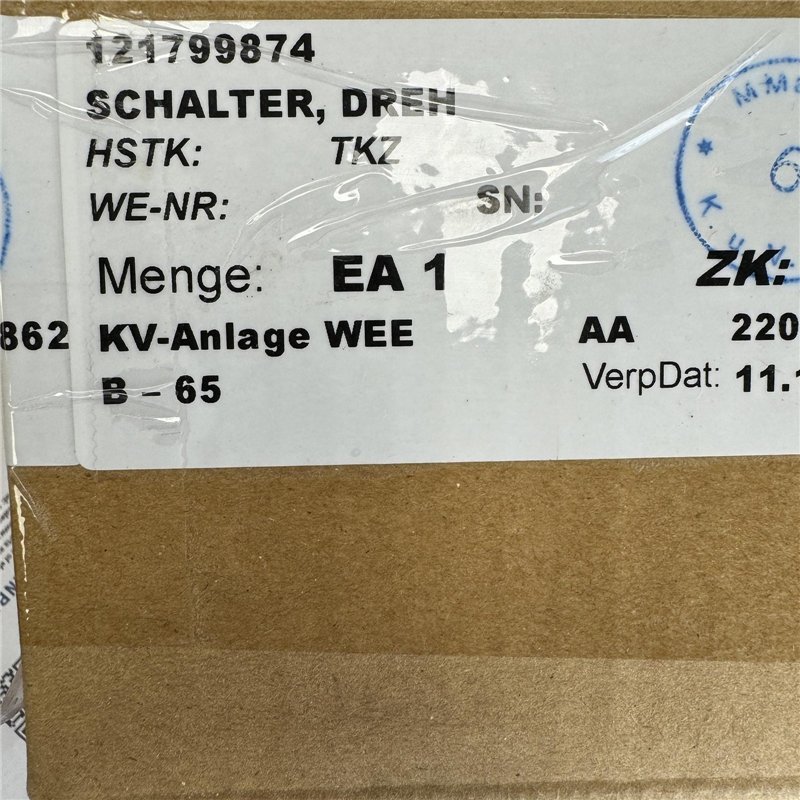 121799874
SCHALTER, DREH
HSTK: TKZ
WE-NR: SN:
Menge: EA 1 ZK:
862 KV-Anlage WEE AA 220
B – 65 VerpDat: 11.1